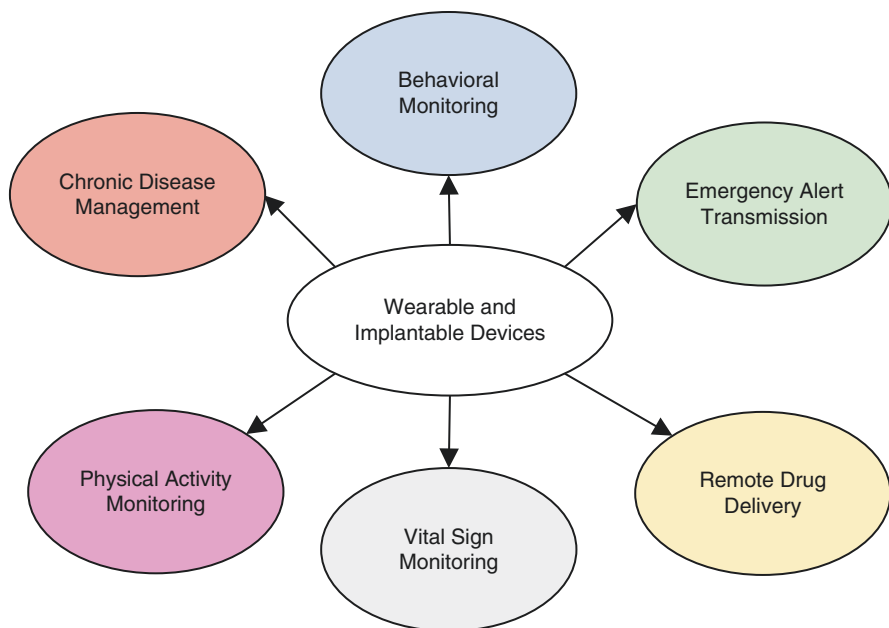 Behavioral
Monitoring
Chronic Disease
Management
Emergency Alert
Transmission
Wearable and
Implantable Devices
Physical Activity
Monitoring
Vital Sign
Monitoring
Remote Drug
Delivery